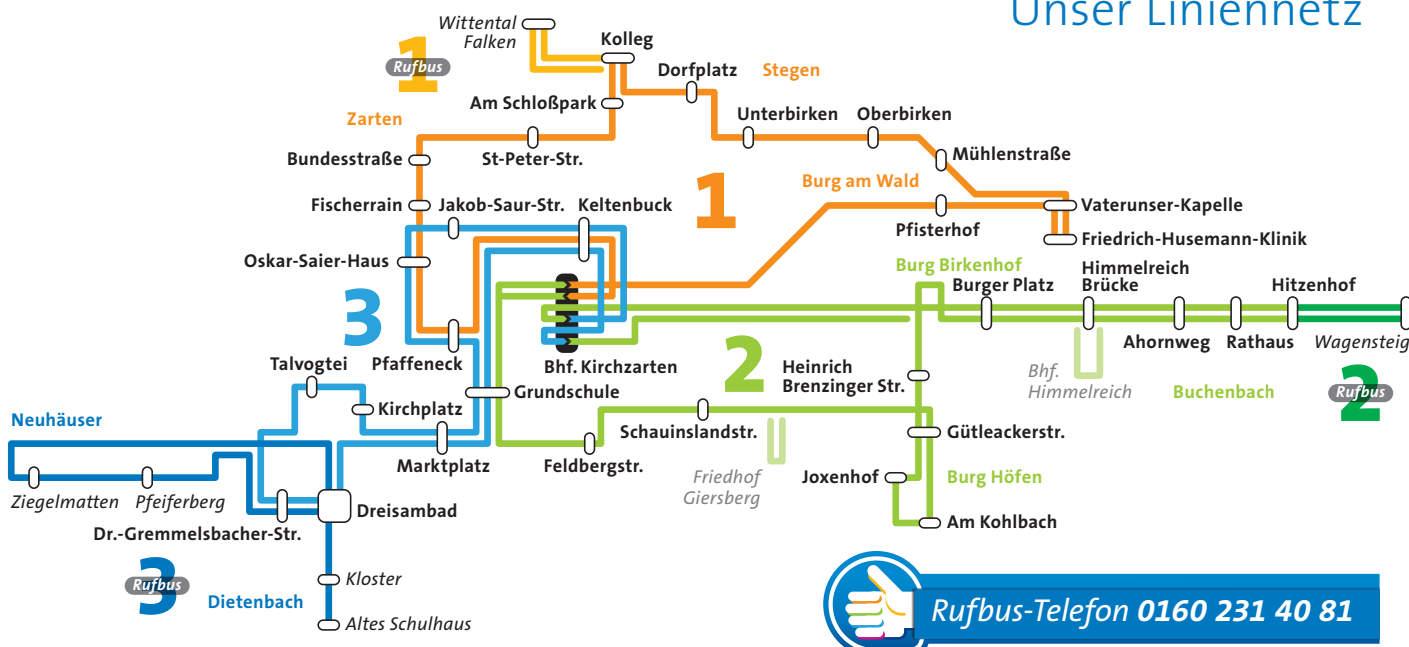 Unser Liniennetz
Wittental
Falken
Kolleg
1
Rufbus
Dorfplatz
Stegen
Am Schloßpark
Zarten
Unterbirken
Oberbirken
Bundesstraße
St-Peter-Str.
Mühlenstraße
Burg am Wald
1
Fischerrain
Jakob-Saur-Str.
Keltenbuck
Vaterunser-Kapelle
Pfisterhof
Friedrich-Husemann-Klinik
Oskar-Saier-Haus
Burg Birkenhof
Himmelreich
Brücke
Burger Platz
Hitzenhof
3
Pfaffeneck
Ahornweg
Rathaus
Wagensteig
Talvogtei
Bhf. Kirchzarten
2
Heinrich
Brenzinger Str.
Bhf.
Himmelreich
Buchenbach
2
Rufbus
Grundschule
Kirchplatz
Neuhäuser
Schauinslandstr.
Gütleackerstr.
Marktplatz
Feldbergstr.
Friedhof
Giersberg
Joxenhof
Burg Höfen
Ziegelmatten
Pfeiferberg
Dreisambad
Am Kohlbach
Dr.-Gremmelsbacher-Str.
3
Rufbus
Kloster
Dietenbach
Altes Schulhaus
Rufbus-Telefon 0160 231 40 81